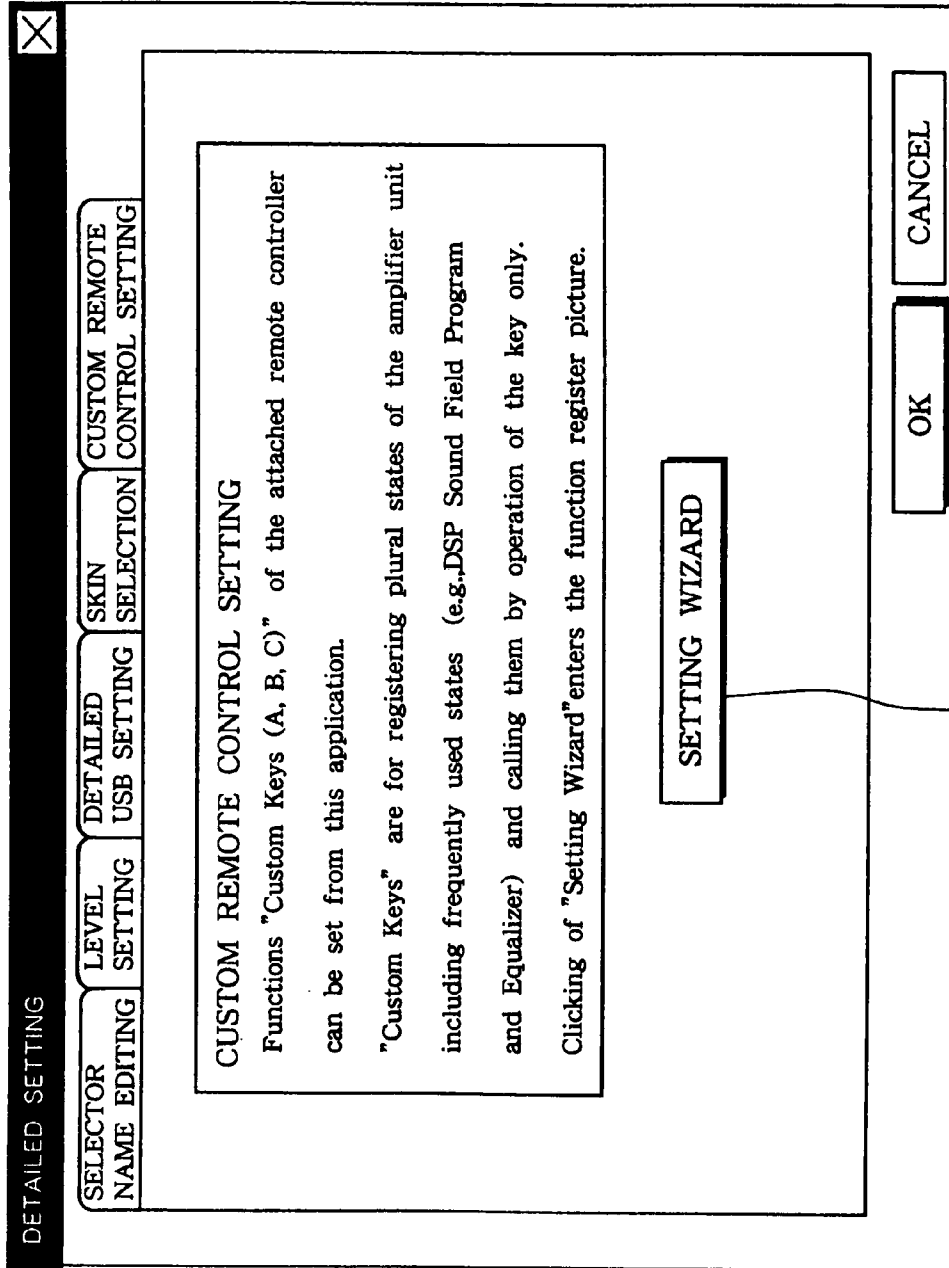 DETAILED SETTING
SELECTOR
NAME EDITING
LEVEL
SETTING
DETAILED
USB SETTING
SKIN
SELECTION
CUSTOM REMOTE
CONTROL SETTING
CUSTOM REMOTE CONTROL SETTING
Functions "Custom Keys (A, B, C)" of the attached remote controller
can be set from this application.
"Custom Keys" are for registering plural states of the amplifier unit
including frequently used states (e.g.,DSP Sound Field Program
and Equalizer) and calling them by operation of the key only.
Clicking of "Setting Wizard"enters the function register picture.
SETTING WIZARD
OK
CANCEL